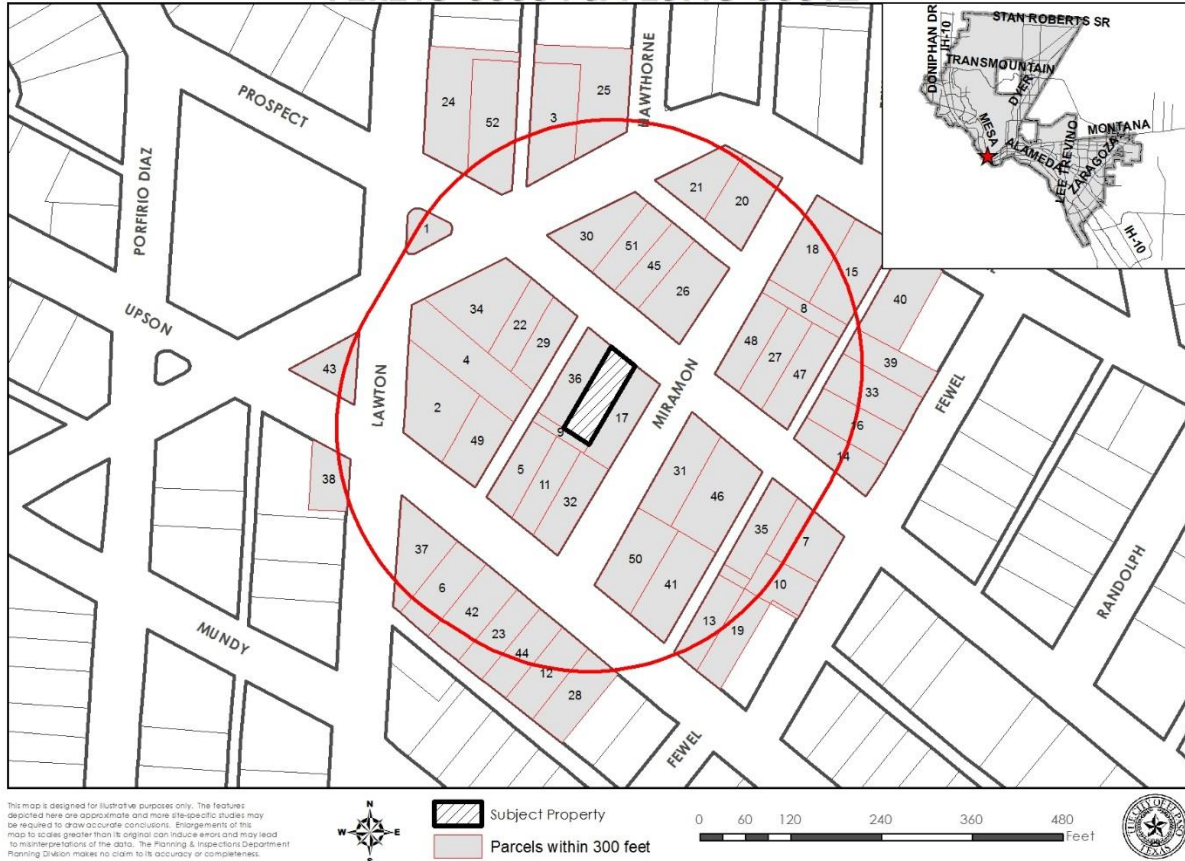 STAN ROBERTS SR
DONIPHAN DR
IH-10
TRANSMOUNTAIN
DYER
MESA
MONTANA
ALAMEDA
LEE TREVINO
ZARAGOZA
IH-10
PROSPECT
HAWTHORNE
PORFIRIO DIAZ
UPSON
LAWTON
MIRAMON
FEWEL
RANDOLPH
MUNDY
FEWEL
24
52
3
25
1
21
20
30
51
45
26
18
15
8
40
34
22
29
4
43
2
49
36
17
9
5
11
32
48
27
47
39
33
16
14
38
31
46
35
7
50
41
10
13
19
37
6
42
23
44
12
28
This map is designed for illustrative purposes only. The features
depicted here are approximate and more site-specific studies may
be required to draw accurate conclusions. Enlargements of this
map to scales greater than its original can induce errors and may lead
to misinterpretations of the data. The Planning & Inspections Department
Planning Division makes no claim to its accuracy or completeness.
N
W E
S
Subject Property
Parcels within 300 feet
0 60 120 240 360 480
Feet
THE CITY OF EL PASO
TEXAS